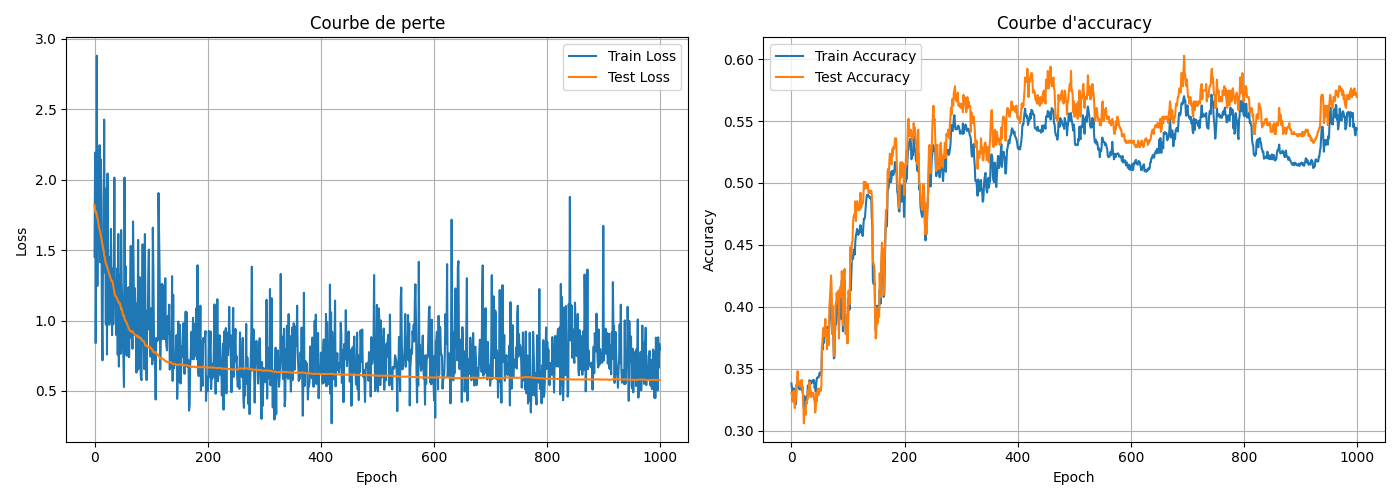 Courbe de perte
3.0
2.5
2.0
1.5
1.0
0.5
Loss
0
200
400
600
800
1000
Epoch
Train Loss
Test Loss
Courbe d'accuracy
0.60
0.55
0.50
0.45
0.40
0.35
0.30
Accuracy
0
200
400
600
800
1000
Epoch
Train Accuracy
Test Accuracy